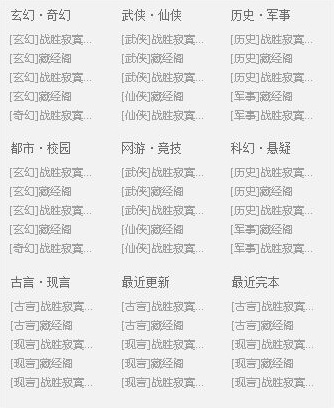 玄幻·奇幻
[玄幻]战胜寂寞...
[玄幻]藏经阁
[玄幻]战胜寂寞...
[玄幻]藏经阁
[奇幻]战胜寂寞...
武侠·仙侠
[武侠]战胜寂寞...
[武侠]藏经阁
[武侠]战胜寂寞...
[仙侠]藏经阁
[仙侠]战胜寂寞...
历史·军事
[历史]战胜寂寞...
[历史]藏经阁
[历史]战胜寂寞...
[军事]藏经阁
[军事]战胜寂寞...
都市·校园
[玄幻]战胜寂寞...
[玄幻]藏经阁
[玄幻]战胜寂寞...
[玄幻]藏经阁
[奇幻]战胜寂寞...
网游·竞技
[武侠]战胜寂寞...
[武侠]藏经阁
[武侠]战胜寂寞...
[仙侠]藏经阁
[仙侠]战胜寂寞...
科幻·悬疑
[历史]战胜寂寞...
[历史]藏经阁
[历史]战胜寂寞...
[军事]藏经阁
[军事]战胜寂寞...
古言·现言
[古言]战胜寂寞...
[古言]藏经阁
[现言]战胜寂寞...
[现言]藏经阁
[现言]战胜寂寞...
最近更新
[古言]战胜寂寞...
[古言]藏经阁
[现言]战胜寂寞...
[现言]藏经阁
[现言]战胜寂寞...
最近完本
[古言]战胜寂寞...
[古言]藏经阁
[现言]战胜寂寞...
[现言]藏经阁
[现言]战胜寂寞...